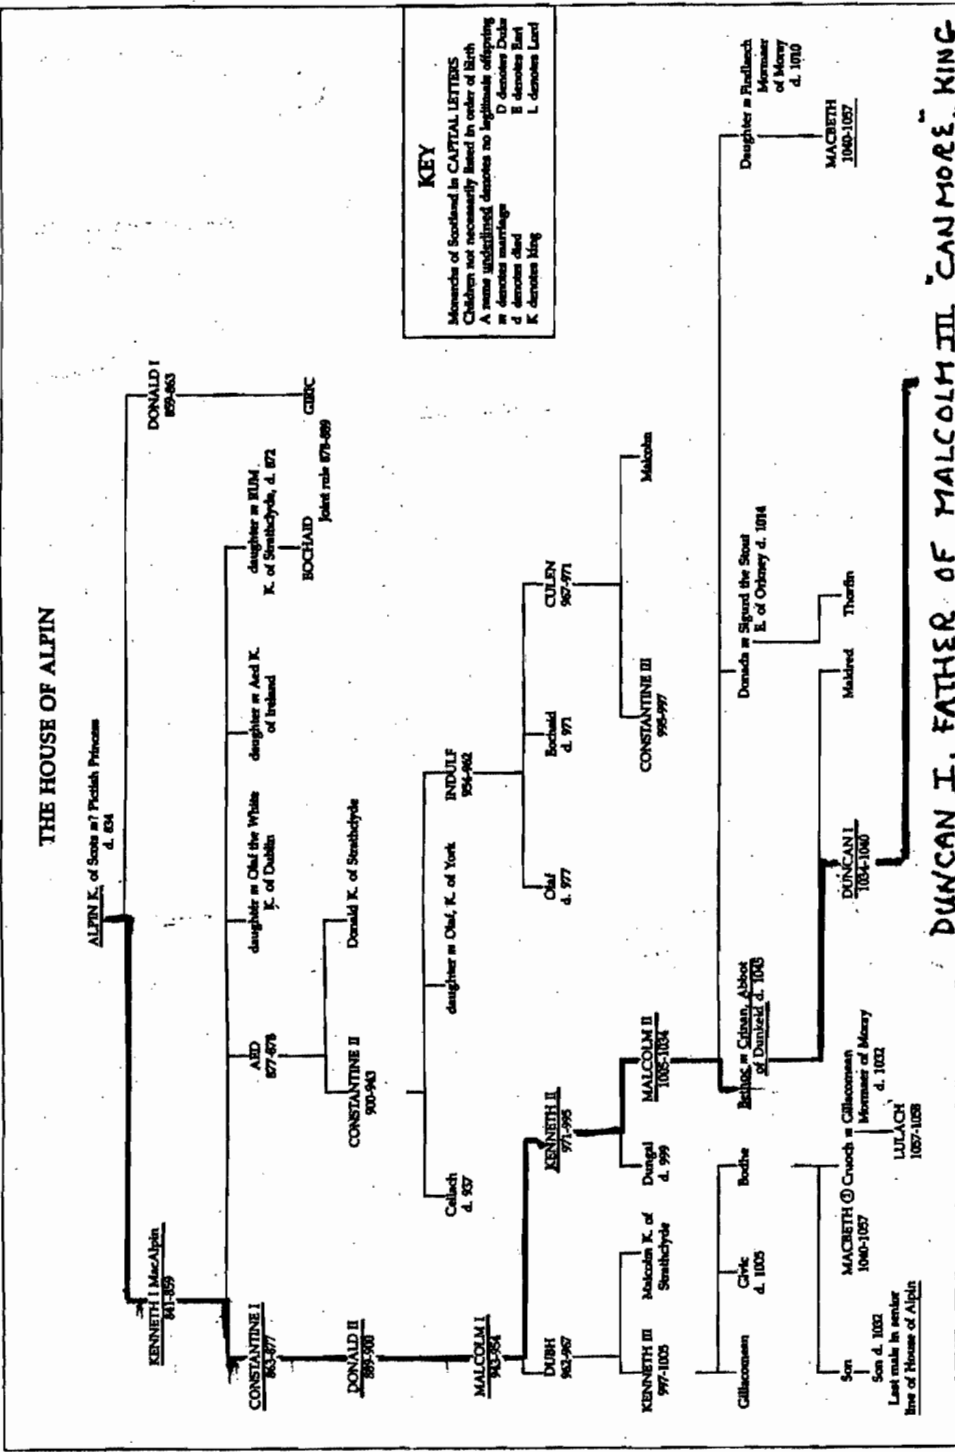 THE HOUSE OF ALPIN
ALPIN K. of Scots m? Pictish Princess
d. 834
KENNETH I MacAlpin
841-859
DONALD I
859-863
CONSTANTINE I
863-877
AED
877-878
daughter m Olaf the White
K. of Dublin
daughter m Aed K.
of Ireland
daughter m RUM
K. of Strathclyde, d. 872
DONALD II
889-900
CONSTANTINE II
900-943
Donald K. of Strathclyde
BOCHAID
Joint rule 878-889
GIRIC
MALCOLM I
943-954
Cellach
d. 937
daughter m Olaf, K. of York
INDULF
954-962
DUBH
962-967
KENNETH II
971-995
Olaf
d. 977
Bochaid
d. 971
CULEN
967-971
KENNETH III
997-1005
Malcolm K. of
Strathclyde
Dungal
d. 999
MALCOLM II
1005-1034
CONSTANTINE III
995-997
Malcolm
Gillacomean
Givic
d. 1005
Bodhe
Bethoc m Crinan, Abbot
of Dunkeld d. 1045
Donada m Sigurd the Stout
E. of Orkney d. 1014
Daughter m Findlaech
Mormaer
of Moray
d. 1010
Son
Son d. 1032
Last male in senior
line of House of Alpin
MACBETH ② Cruoch m Gillacomean
1040-1057
Mormaer of Moray
d. 1032
LULACH
1057-1058
DUNCAN I
1034-1040
Maldred
Thorfin
MACBETH
1040-1057
KEY
Monarchs of Scotland in CAPITAL LETTERS
Children not necessarily listed in order of Birth
A name underlined denotes no legitimate offspring
m denotes marriage
D denotes Duke
d denotes died
E denotes Earl
K denotes king
L denotes Lord
DUNCAN I. FATHER OF MALCOLM III "CANMORE" KING